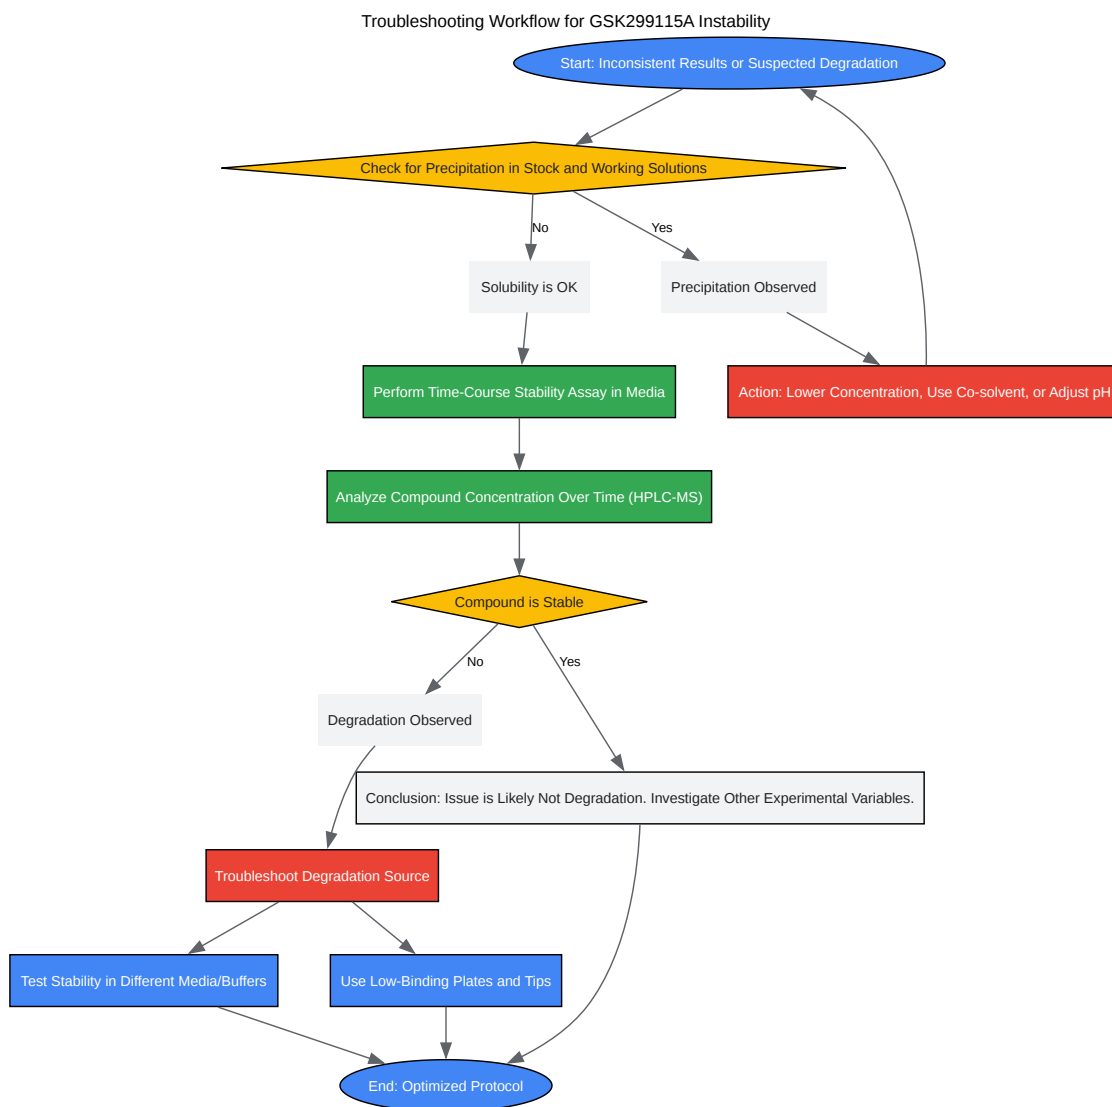 Troubleshooting Workflow for GSK299115A Instability
Start: Inconsistent Results or Suspected Degradation
Check for Precipitation in Stock and Working Solutions
No
Yes
Solubility is OK
Precipitation Observed
Perform Time-Course Stability Assay in Media
Action: Lower Concentration, Use Co-solvent, or Adjust pH
Analyze Compound Concentration Over Time (HPLC-MS)
Compound is Stable
No
Yes
Degradation Observed
Conclusion: Issue is Likely Not Degradation. Investigate Other Experimental Variables.
Troubleshoot Degradation Source
Test Stability in Different Media/Buffers
Use Low-Binding Plates and Tips
End: Optimized Protocol